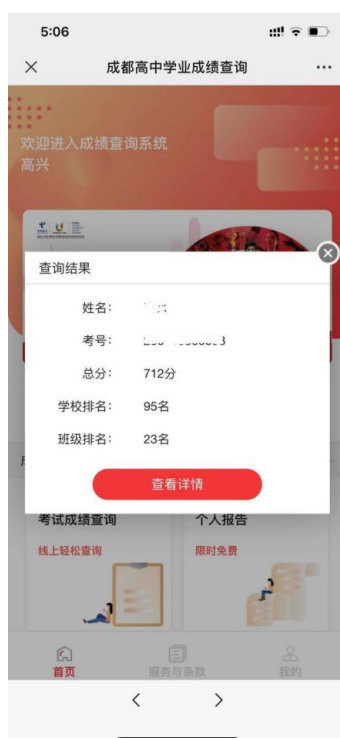 5:06
成都高中学业成绩查询
欢迎进入成绩查询系统
高兴
查询结果
姓名：
考号：
总分： 712分
学校排名： 95名
班级排名： 23名
查看详情
考试成绩查询
个人报告
线上轻松查询
限时免费
首页
服务与条款
我的